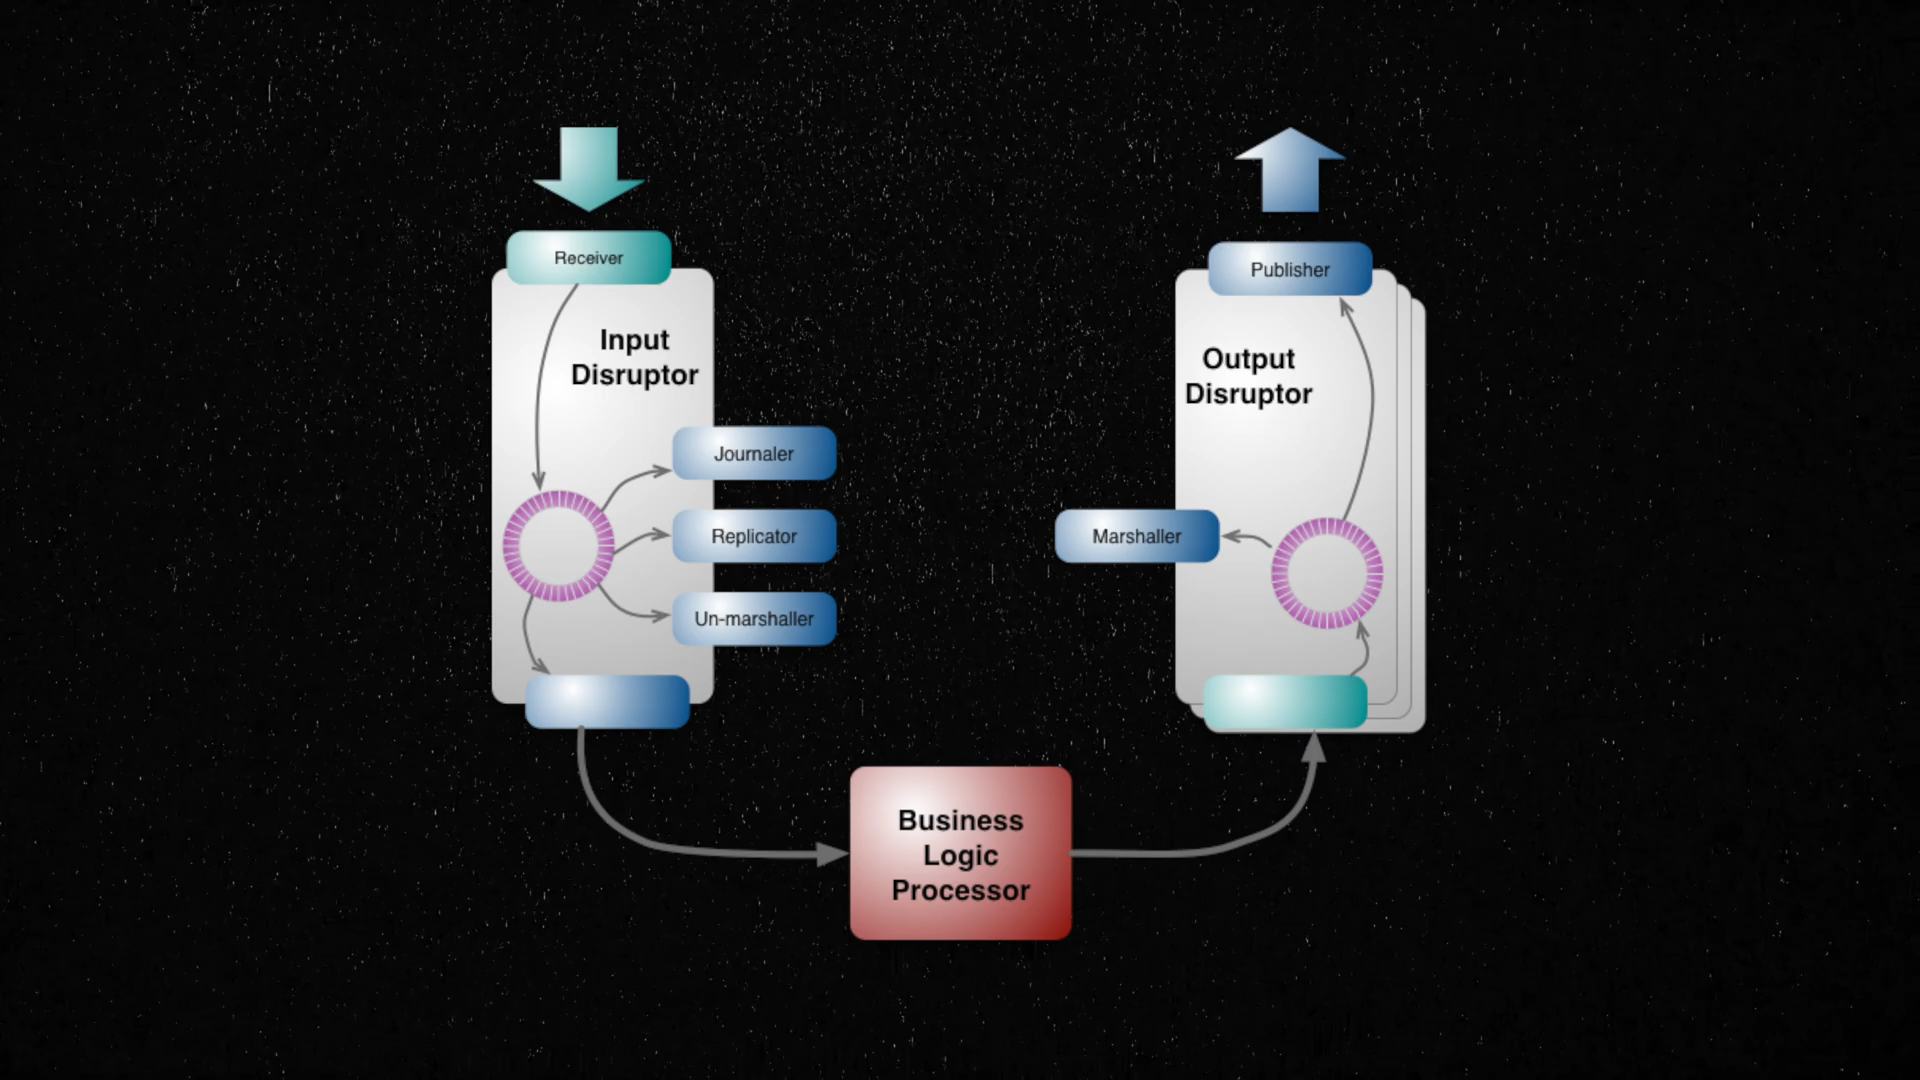 Receiver
Input
Disruptor
Journaler
Replicator
Un-marshaller
Publisher
Output
Disruptor
Marshaller
Business
Logic
Processor